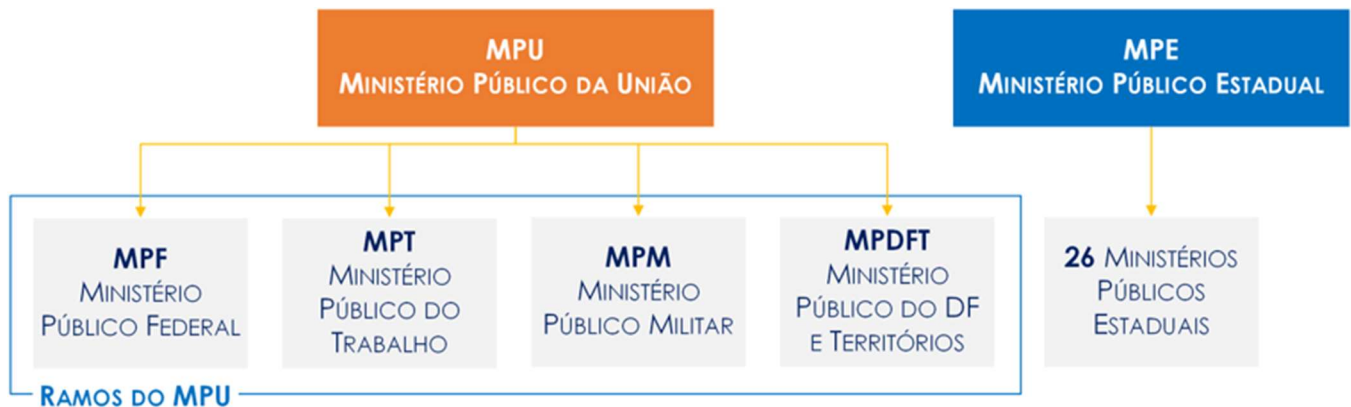 MPU
MINISTÉRIO PÚBLICO DA UNIÃO
MPE
MINISTÉRIO PÚBLICO ESTADUAL
MPF
MINISTÉRIO
PÚBLICO FEDERAL
MPT
MINISTÉRIO
PÚBLICO DO
TRABALHO
MPM
MINISTÉRIO
PÚBLICO MILITAR
MPDFT
MINISTÉRIO
PÚBLICO DO DF
E TERRITÓRIOS
26 MINISTÉRIOS
PÚBLICOS
ESTADUAIS
RAMOS DO MPU